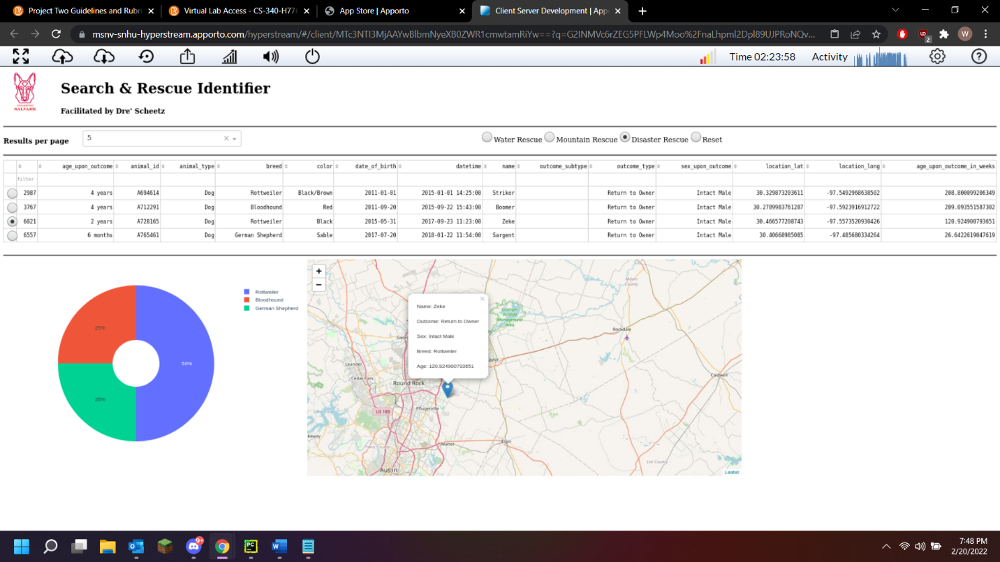 Project Two Guidelines and Rubri
Virtual Lab Access - CS-340-H776
App Store | Apporto
Client Server Development | App
msnv-snhu-hyperstream.apporto.com/hyperstream/#/client/
Time 02:23:58 Activity
SALVARE
Search & Rescue Identifier
Facilitated by Dre' Scheetz
Results per page 5 Water Rescue Mountain Rescue Disaster Rescue Reset
age_upon_outcome animal_id animal_type breed color date_of_birth datetime name outcome_subtype outcome_type sex_upon_outcome location_lat location_long age_upon_outcome_in_weeks
filter
2987 4 years A694614 Dog Rottweiler Black/Brown 2011-01-01 2015-01-01 14:25:00 Striker Return to Owner Intact Male 30.329873203611 -97.5492968638502 208.800099206349
3767 4 years A712291 Dog Bloodhound Red 2011-09-20 2015-09-22 15:43:00 Boomer Return to Owner Intact Male 30.2709983761287 -97.5923916912722 209.093551587302
6021 2 years A728165 Dog Rottweiler Black 2015-05-31 2017-09-23 11:23:00 Zeke Return to Owner Intact Male 30.466577208743 -97.5573520930426 120.924900793651
6557 6 months A765461 Dog German Shepherd Sable 2017-07-20 2018-01-22 11:54:00 Sargent Return to Owner Intact Male 30.40668985085 -97.485680334264 26.6422619047619
50%
25%
25%
Rottweiler
Bloodhound
German Shepherd
+
−
Name: Zeke
Outcome: Return to Owner
Sex: Intact Male
Breed: Rottweiler
Age: 120.924900793651
Milam
County
Granger
Wildlife
Management
Area
Rockdale
Leander
Cedar Park
Round Rock
Caldwell
US 183
Pflugerville
Manor
Elgin
Lee County
Austin
Leaflet
9+
7:48 PM
2/20/2022